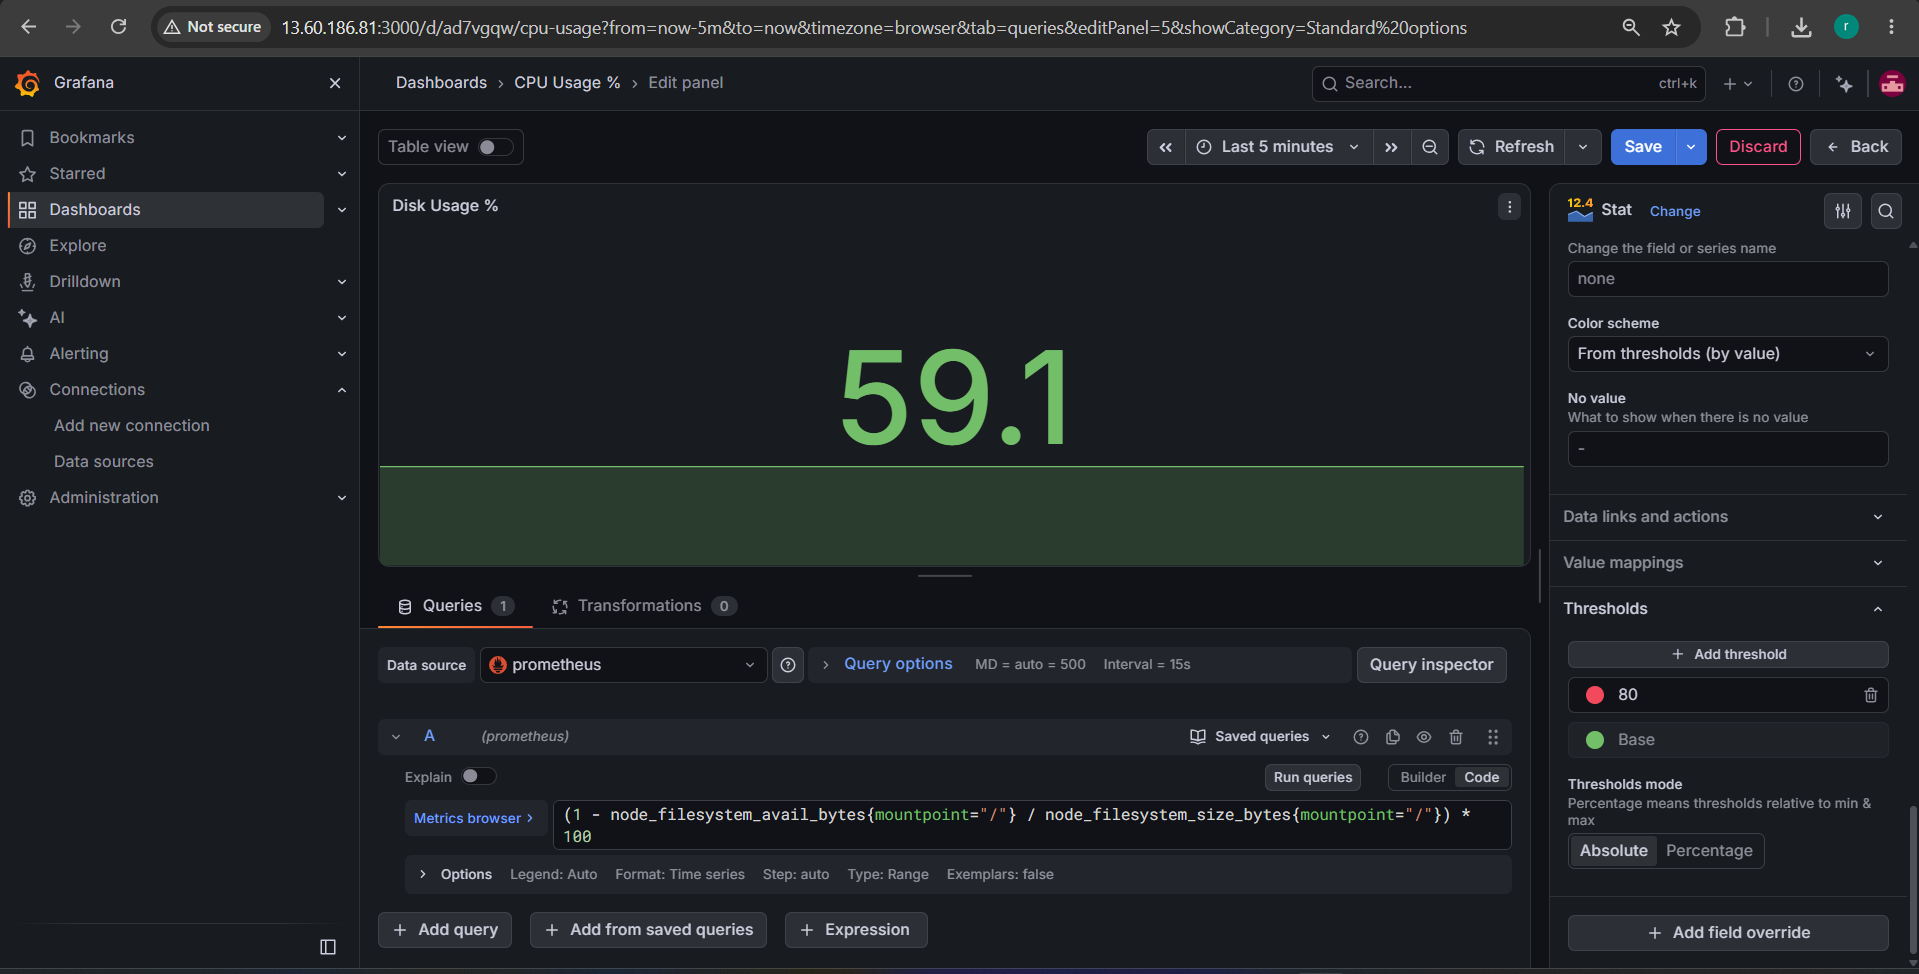 Not secure
13.60.186.81:3000/d/ad7vgqw/cpu-usage?from=now-5m&to=now&timezone=browser&tab=queries&editPanel=5&showCategory=Standard%20options
r
Grafana
Dashboards › CPU Usage % › Edit panel
Search...
ctrl+k
Bookmarks
Starred
Dashboards
Explore
Drilldown
AI
Alerting
Connections
Add new connection
Data sources
Administration
Table view
Last 5 minutes
Refresh
Save
Discard
Back
Disk Usage %
59.1
12.4
Stat
Change
Change the field or series name
none
Color scheme
From thresholds (by value)
No value
What to show when there is no value
-
Data links and actions
Value mappings
Thresholds
+ Add threshold
80
Base
Thresholds mode
Percentage means thresholds relative to min &
max
Absolute
Percentage
+ Add field override
Queries 1
Transformations 0
Data source
prometheus
Query options
MD = auto = 500
Interval = 15s
Query inspector
A
(prometheus)
Saved queries
Explain
Run queries
Builder
Code
Metrics browser >
(1 - node_filesystem_avail_bytes{mountpoint="/"} / node_filesystem_size_bytes{mountpoint="/"}) *
100
Options
Legend: Auto
Format: Time series
Step: auto
Type: Range
Exemplars: false
+ Add query
+ Add from saved queries
+ Expression